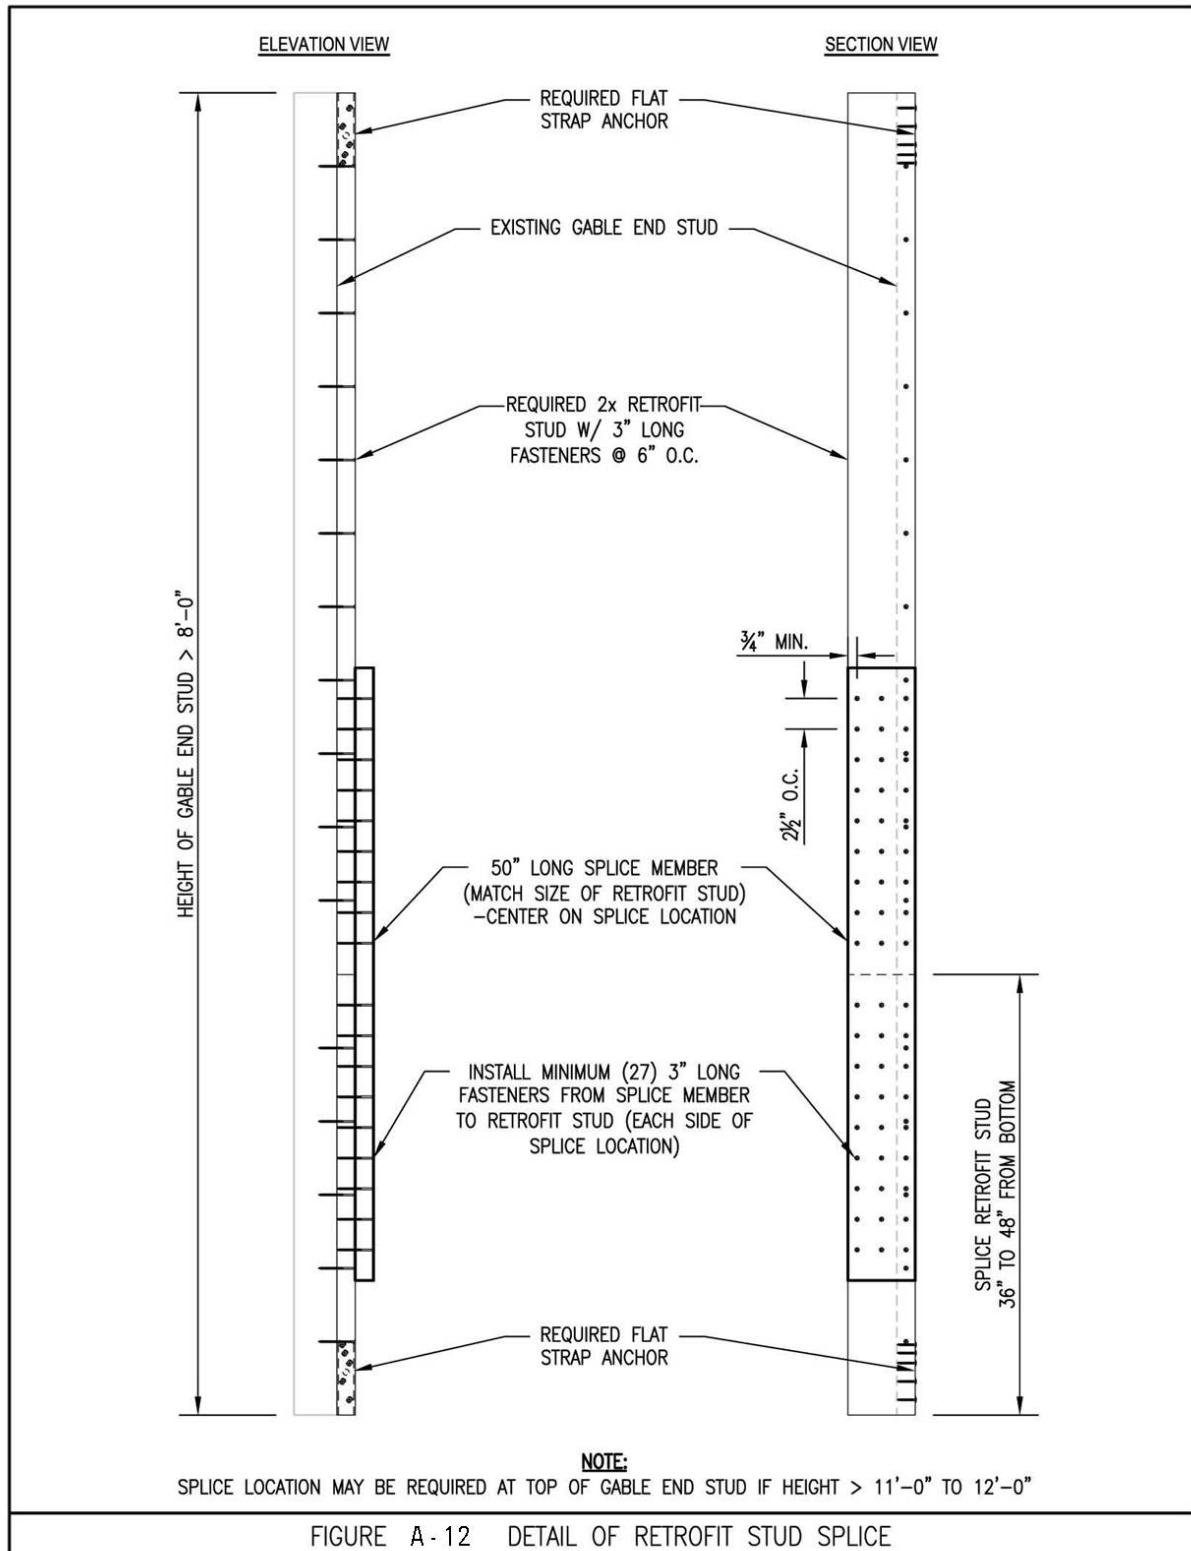 ELEVATION VIEW
SECTION VIEW
REQUIRED FLAT
STRAP ANCHOR
EXISTING GABLE END STUD
REQUIRED 2x RETROFIT
STUD W/ 3" LONG
FASTENERS @ 6" O.C.
HEIGHT OF GABLE END STUD > 8'-0"
¾" MIN.
2½" O.C.
50" LONG SPLICE MEMBER
(MATCH SIZE OF RETROFIT STUD)
-CENTER ON SPLICE LOCATION
INSTALL MINIMUM (27) 3" LONG
FASTENERS FROM SPLICE MEMBER
TO RETROFIT STUD (EACH SIDE OF
SPLICE LOCATION)
SPLICE RETROFIT STUD
36" TO 48" FROM BOTTOM
REQUIRED FLAT
STRAP ANCHOR
NOTE:
SPLICE LOCATION MAY BE REQUIRED AT TOP OF GABLE END STUD IF HEIGHT > 11'-0" TO 12'-0"
FIGURE A-12 DETAIL OF RETROFIT STUD SPLICE